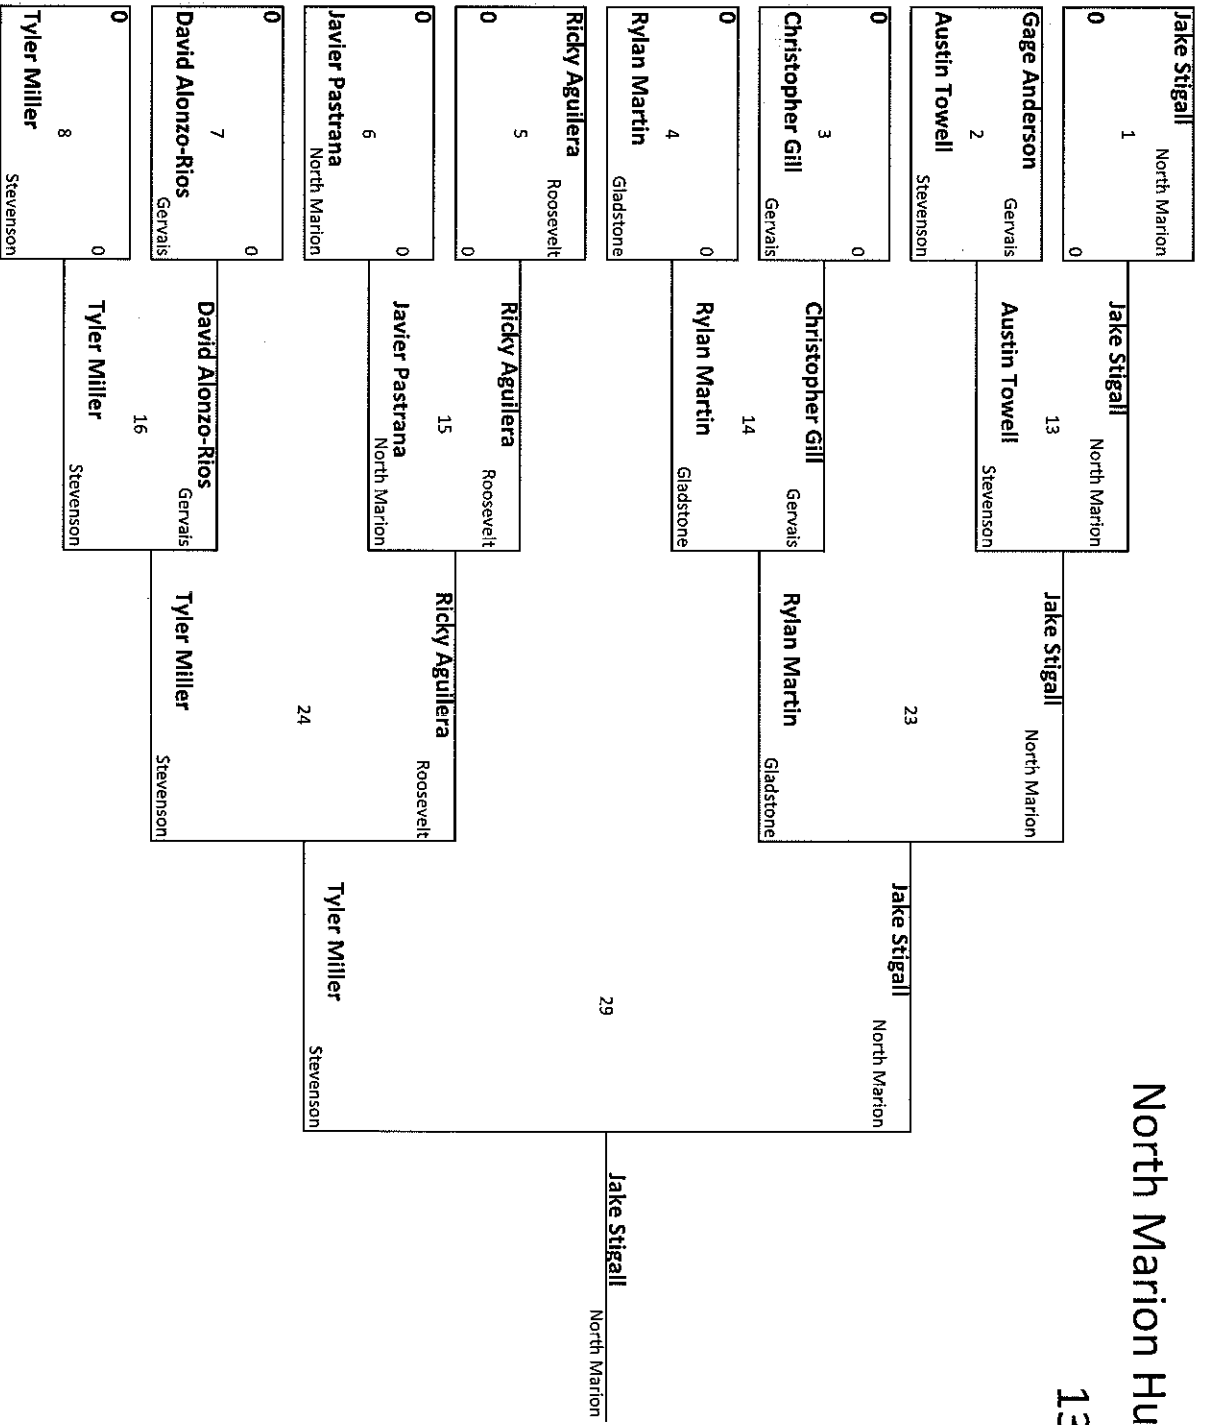 North Marion Hu
13
Jake Stigall
North Marion
1
0
0
Gage Anderson
Gervais
2
Austin Towell
Stevenson
0
0
3
Christopher Gill
Gervais
0
0
4
Rylan Martin
Gladstone
Ricky Aguilera
Roosevelt
5
0
0
0
0
6
Javier Pastrana
North Marion
0
0
7
David Alonzo-Rios
Gervais
0
0
8
Tyler Miller
Stevenson
Jake Stigall
North Marion
13
Austin Towell
Stevenson
Christopher Gill
Gervais
14
Rylan Martin
Gladstone
Ricky Aguilera
Roosevelt
15
Javier Pastrana
North Marion
David Alonzo-Rios
Gervais
16
Tyler Miller
Stevenson
Jake Stigall
North Marion
23
Rylan Martin
Gladstone
Ricky Aguilera
Roosevelt
24
Tyler Miller
Stevenson
Jake Stigall
North Marion
29
Tyler Miller
Stevenson
Jake Stigall
North Marion